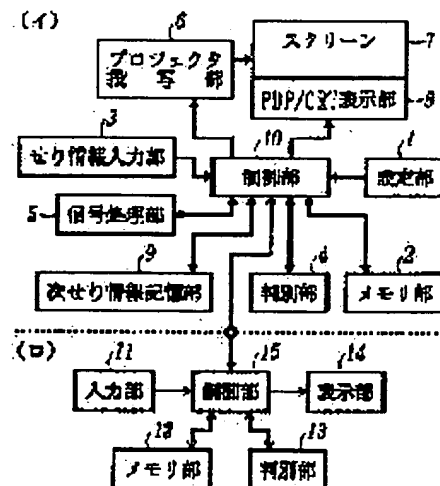 (イ)
6
プロジェクタ
投写部
スクリーン
7
PDP/CRT表示部
8
3
せり情報入力部
10
制御部
1
設定部
5
信号処理部
9
次せり情報記憶部
4
判別部
2
メモリ部
(ロ)
11
入力部
15
制御部
14
表示部
12
メモリ部
13
判別部